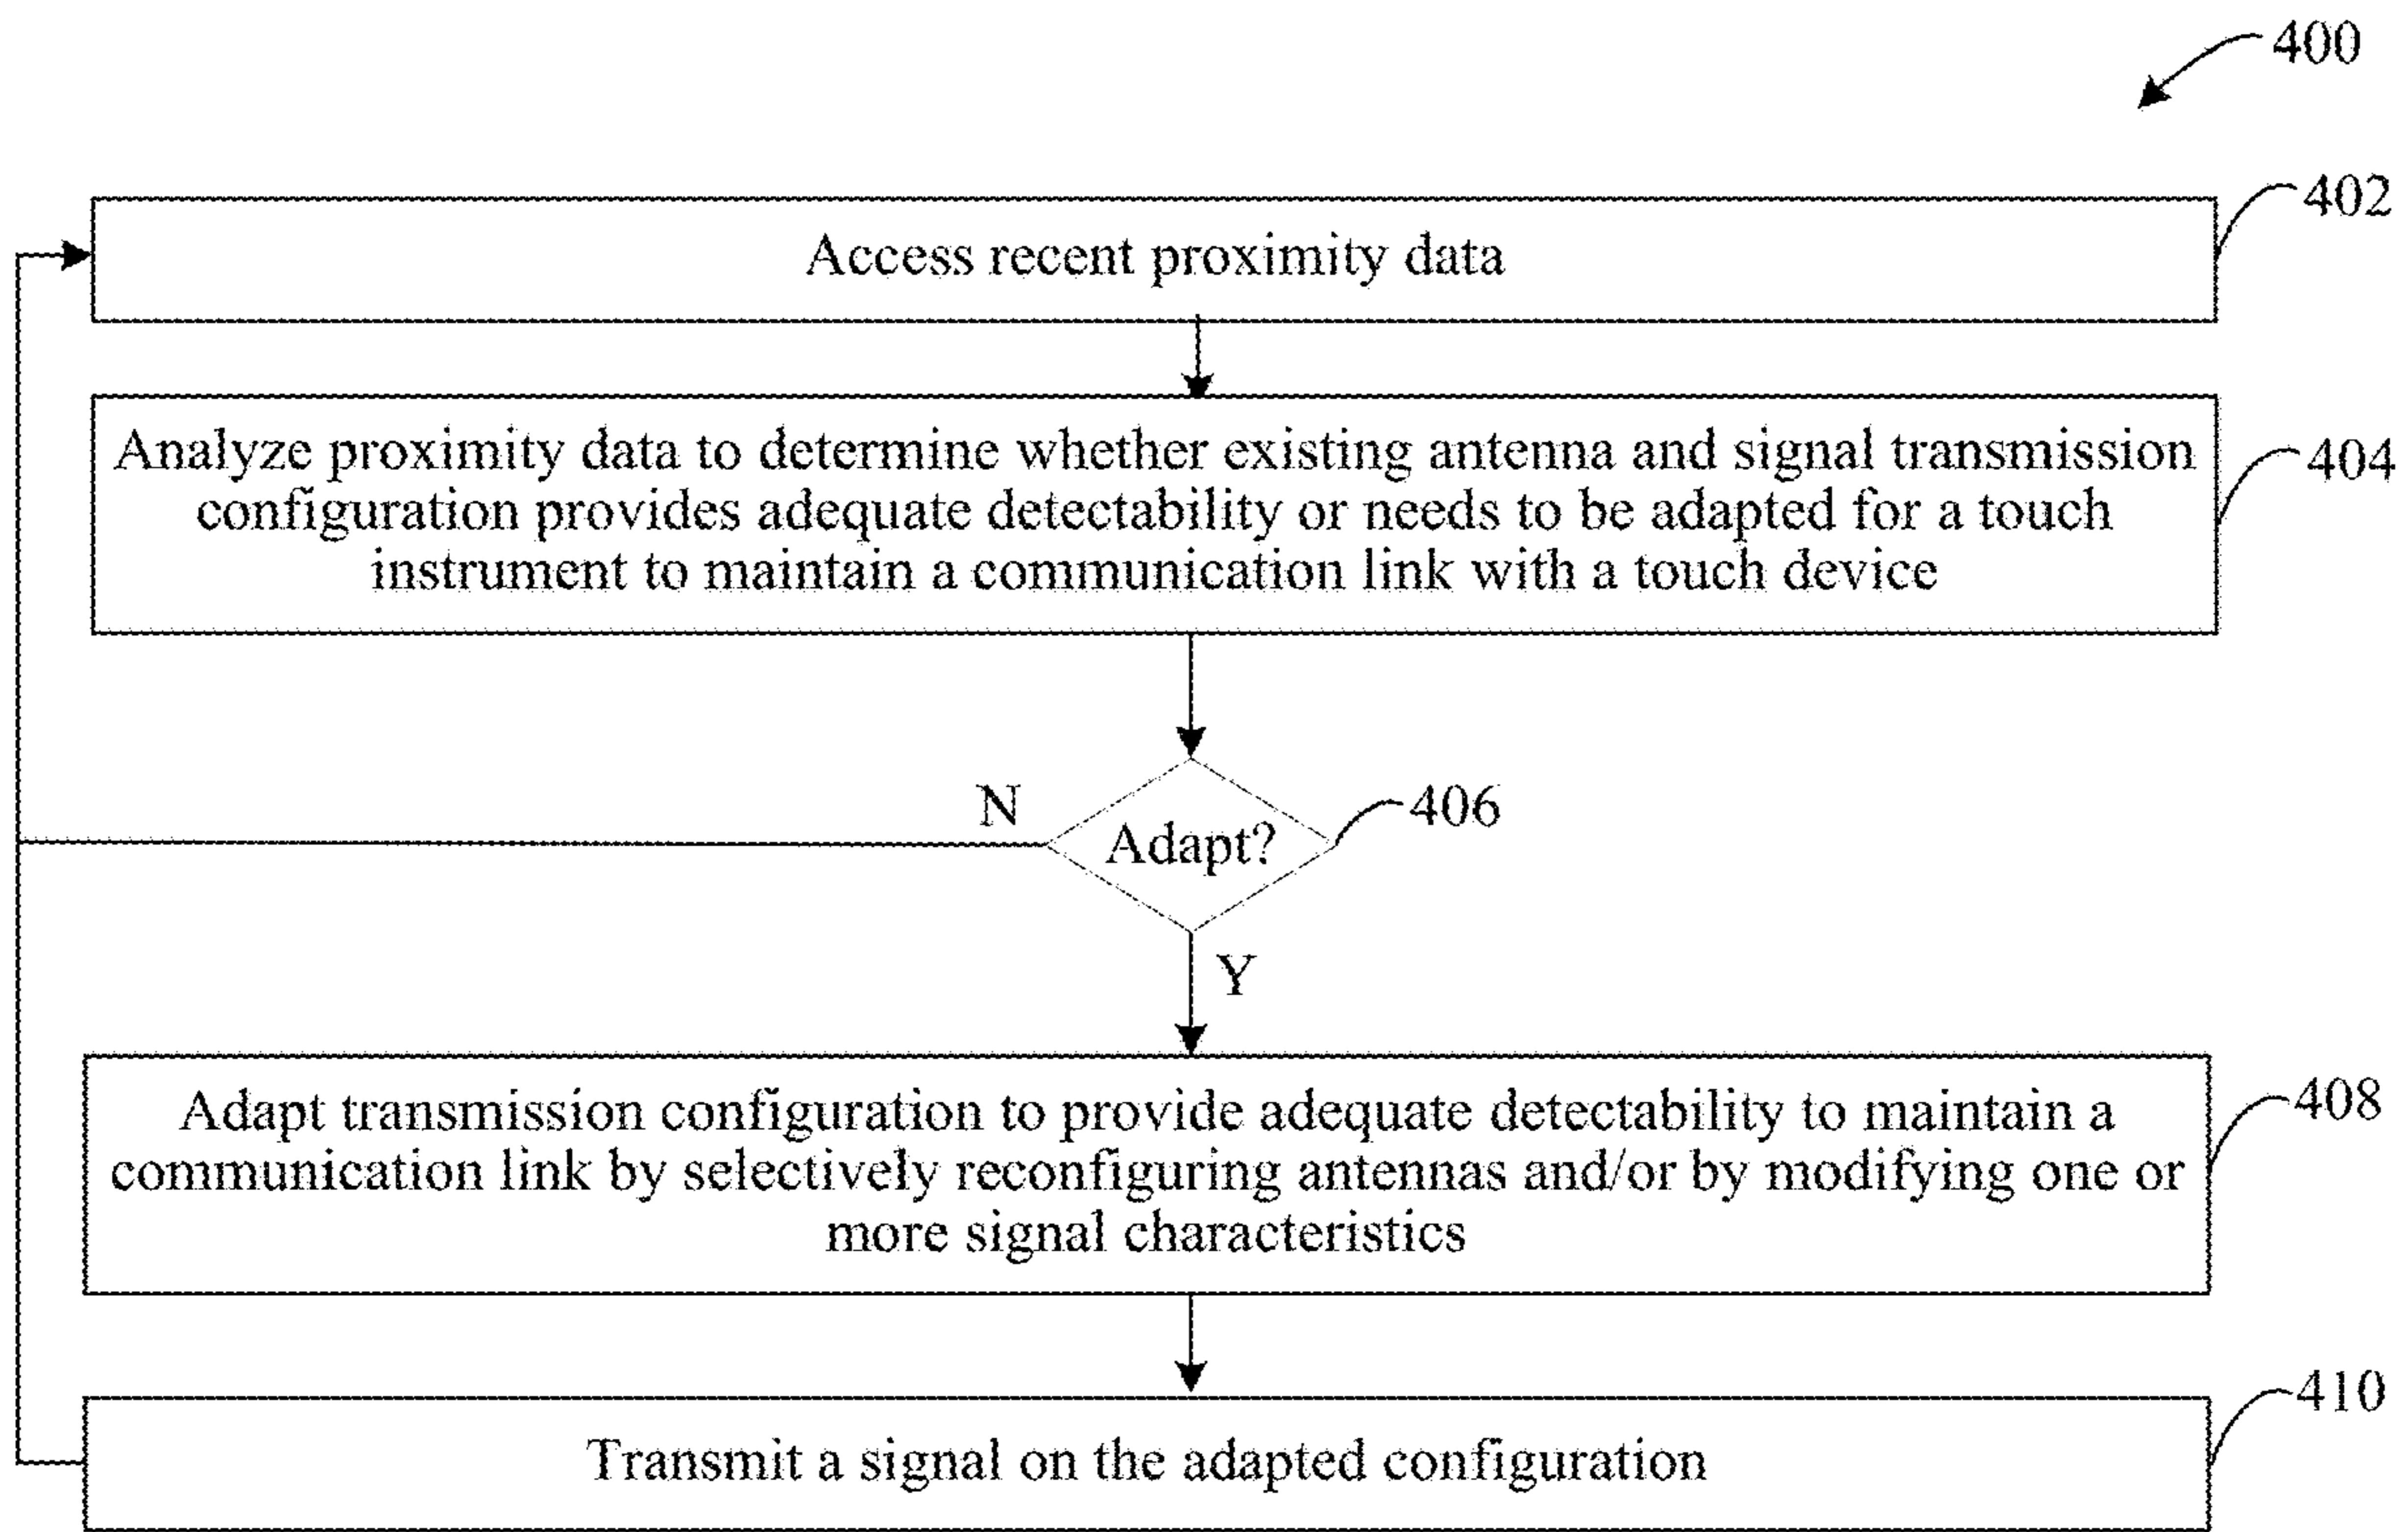 400
402
Access recent proximity data
Analyze proximity data to determine whether existing antenna and signal transmission
configuration provides adequate detectability or needs to be adapted for a touch
instrument to maintain a communication link with a touch device
404
N
Adapt?
406
Y
Adapt transmission configuration to provide adequate detectability to maintain a
communication link by selectively reconfiguring antennas and/or by modifying one or
more signal characteristics
408
410
Transmit a signal on the adapted configuration